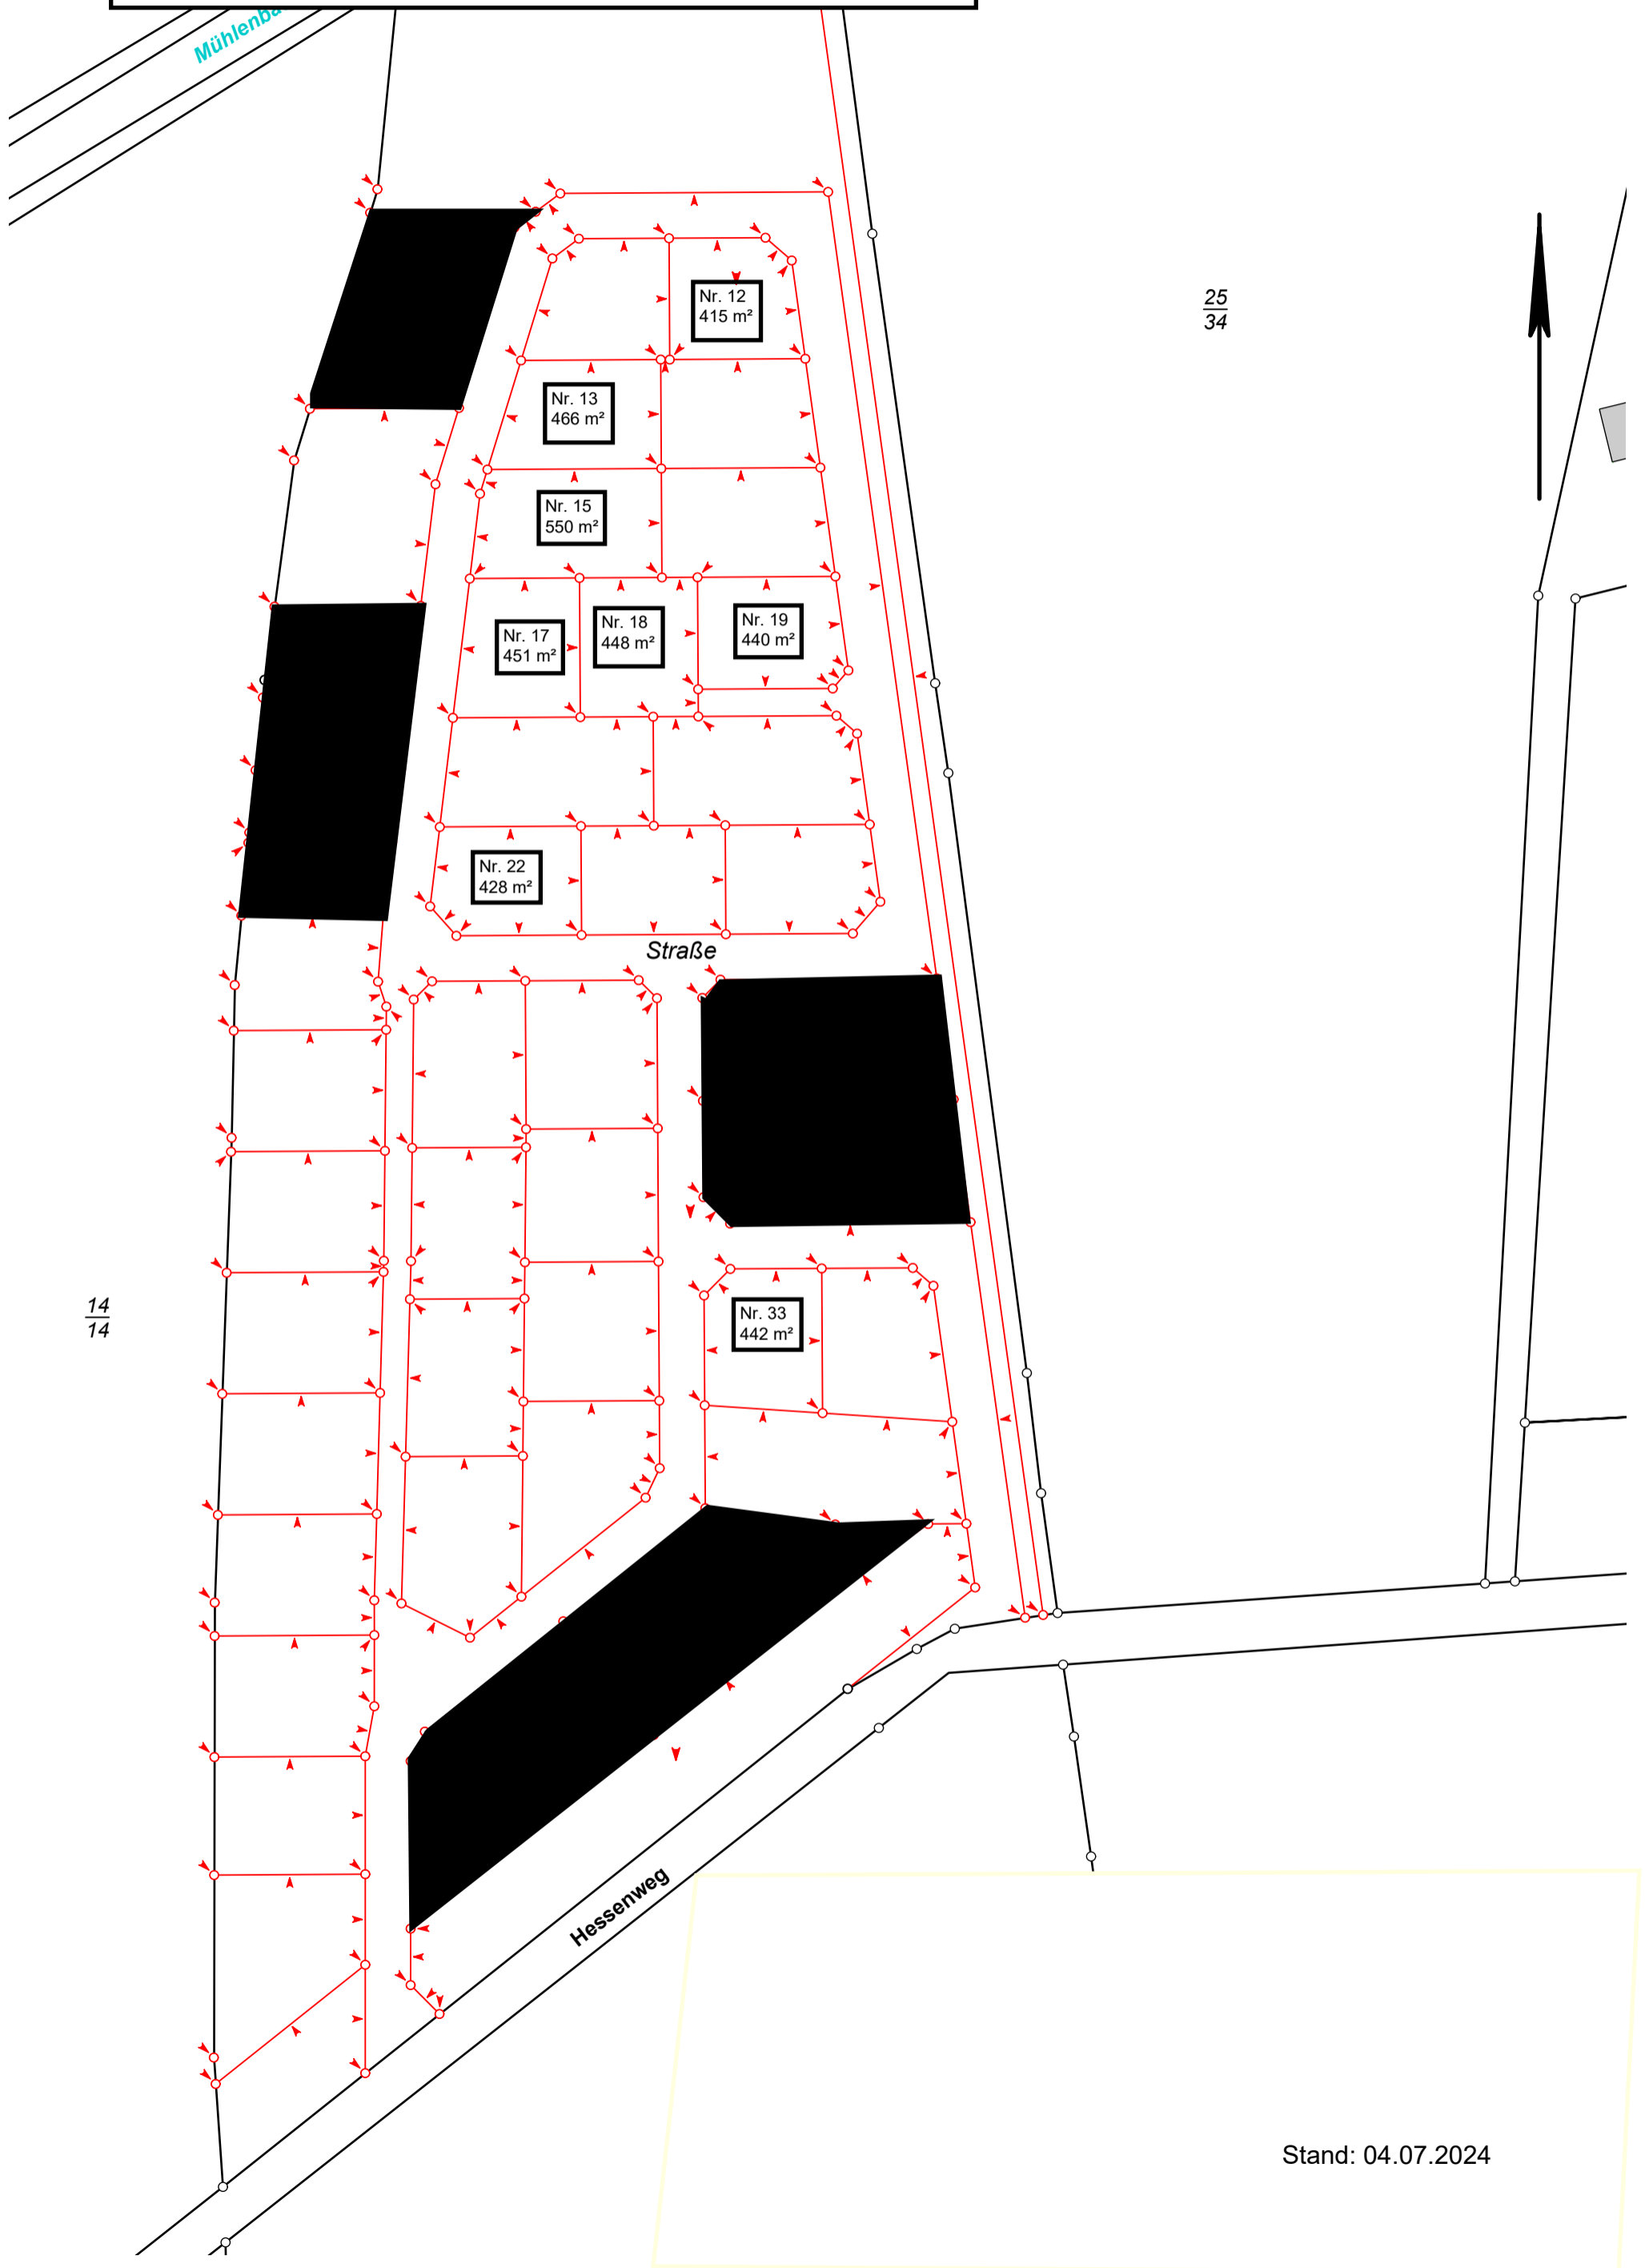 Nr. 12
415 m²
25
34
Nr. 13
466 m²
Nr. 15
550 m²
Nr. 17
451 m²
Nr. 18
448 m²
Nr. 19
440 m²
Nr. 22
428 m²
Straße
14
14
Nr. 33
442 m²
Hessenweg
Stand: 04.07.2024